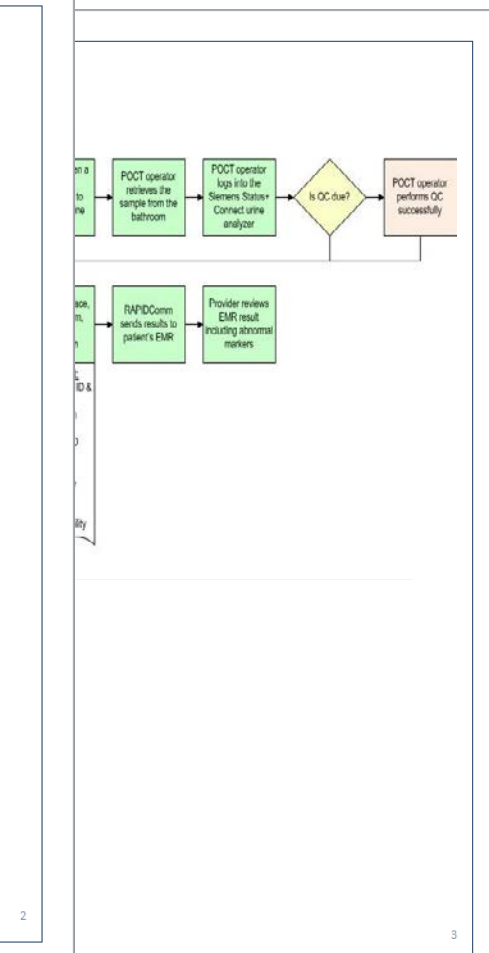 POCT operator
retrieves the
sample from the
bathroom
POCT operator
logs into the
Siemens Status+
Connect urine
analyzer
Is QC due?
POCT operator
performs QC
successfully
RAPIDComm
sends results to
patient's EMR
Provider reviews
EMR result
including abnormal
markers
ID &
2
3